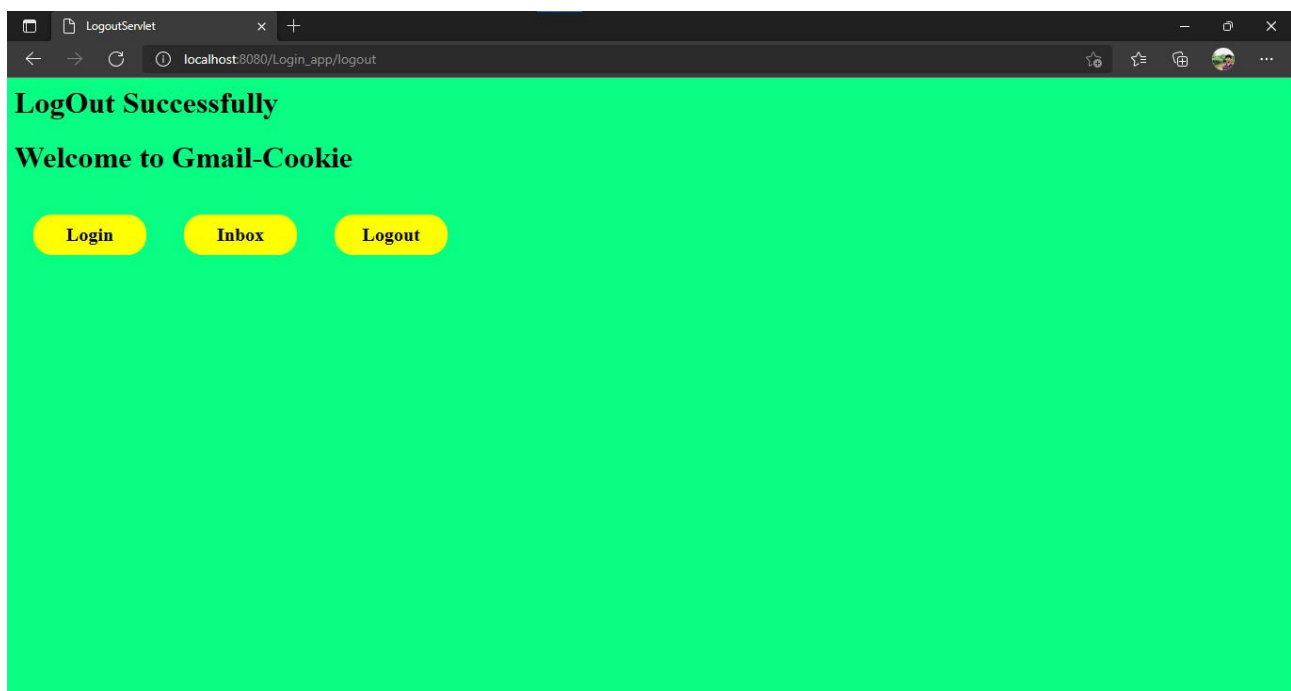 LogoutServlet
localhost:8080/Login_app/logout
LogOut Successfully
Welcome to Gmail-Cookie
Login Inbox Logout